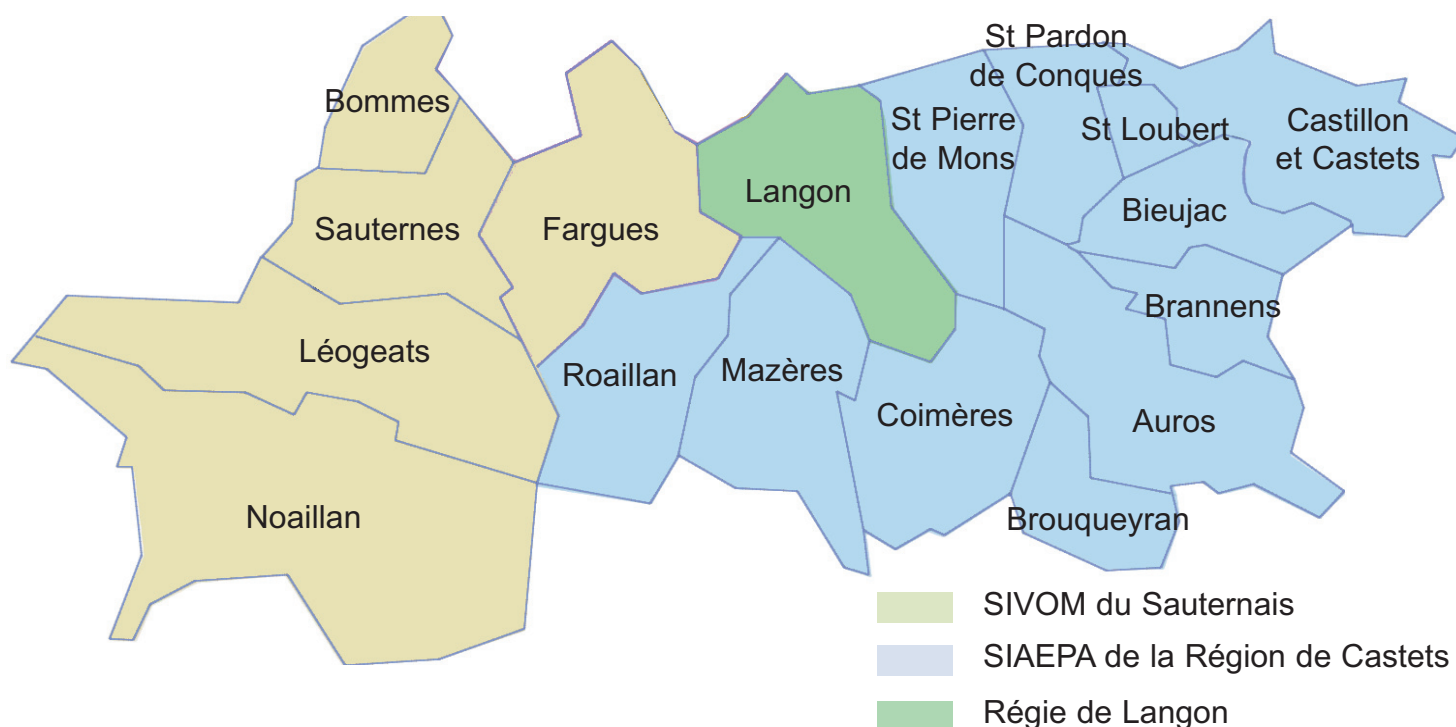 St Pardon
de Conques
Bommes
St Pierre
de Mons
St Loubert
Castillon
et Castets
Langon
Bieujac
Sauternes
Fargues
Brannens
Léogeats
Roaillan
Mazères
Coimères
Auros
Noaillan
Brouqueyran
SIVOM du Sauternais
SIAEPA de la Région de Castets
Régie de Langon